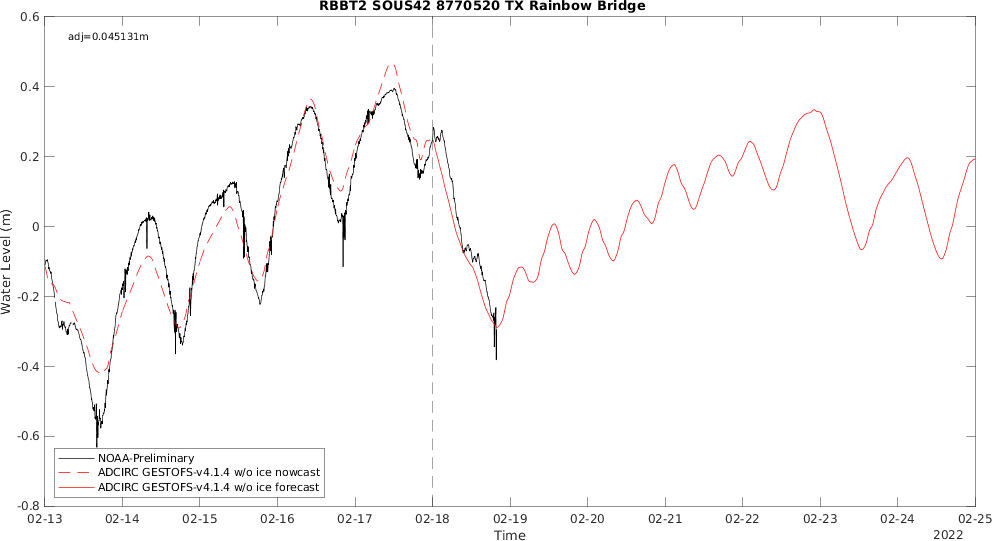 RBBT2 SOUS42 8770520 TX Rainbow Bridge
adj=0.045131m
Water Level (m)
0.6
0.4
0.2
0
-0.2
-0.4
-0.6
-0.8
NOAA-Preliminary
ADCIRC GESTOFS-v4.1.4 w/o ice nowcast
ADCIRC GESTOFS-v4.1.4 w/o ice forecast
02-13 02-14 02-15 02-16 02-17 02-18 02-19 02-20 02-21 02-22 02-23 02-24 02-25
Time
2022